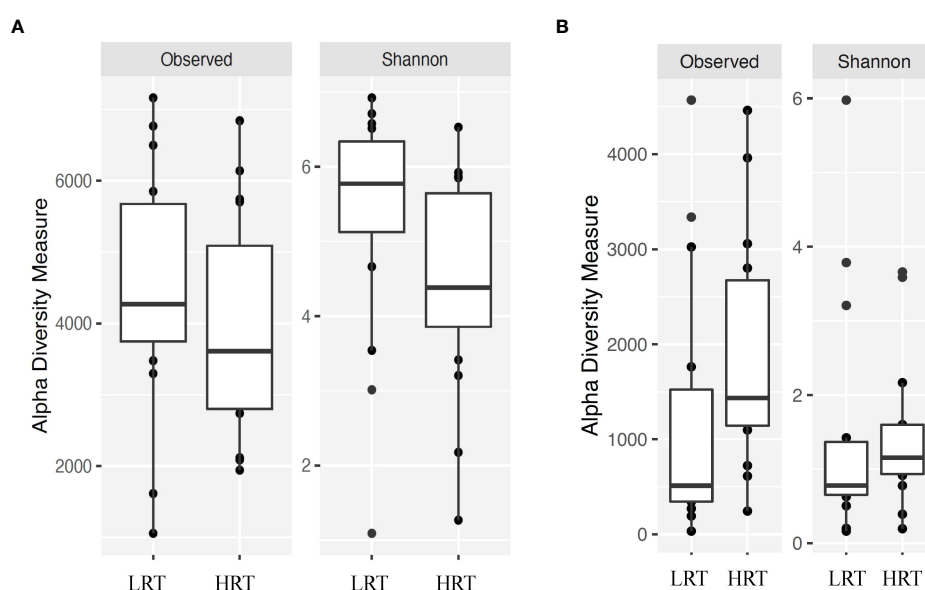 A
Observed
Shannon
Alpha Diversity Measure
6000
4000
2000
6
4
2
LRT
HRT
LRT
HRT
B
Observed
Shannon
Alpha Diversity Measure
4000
3000
2000
1000
0
6
4
2
0
LRT
HRT
LRT
HRT